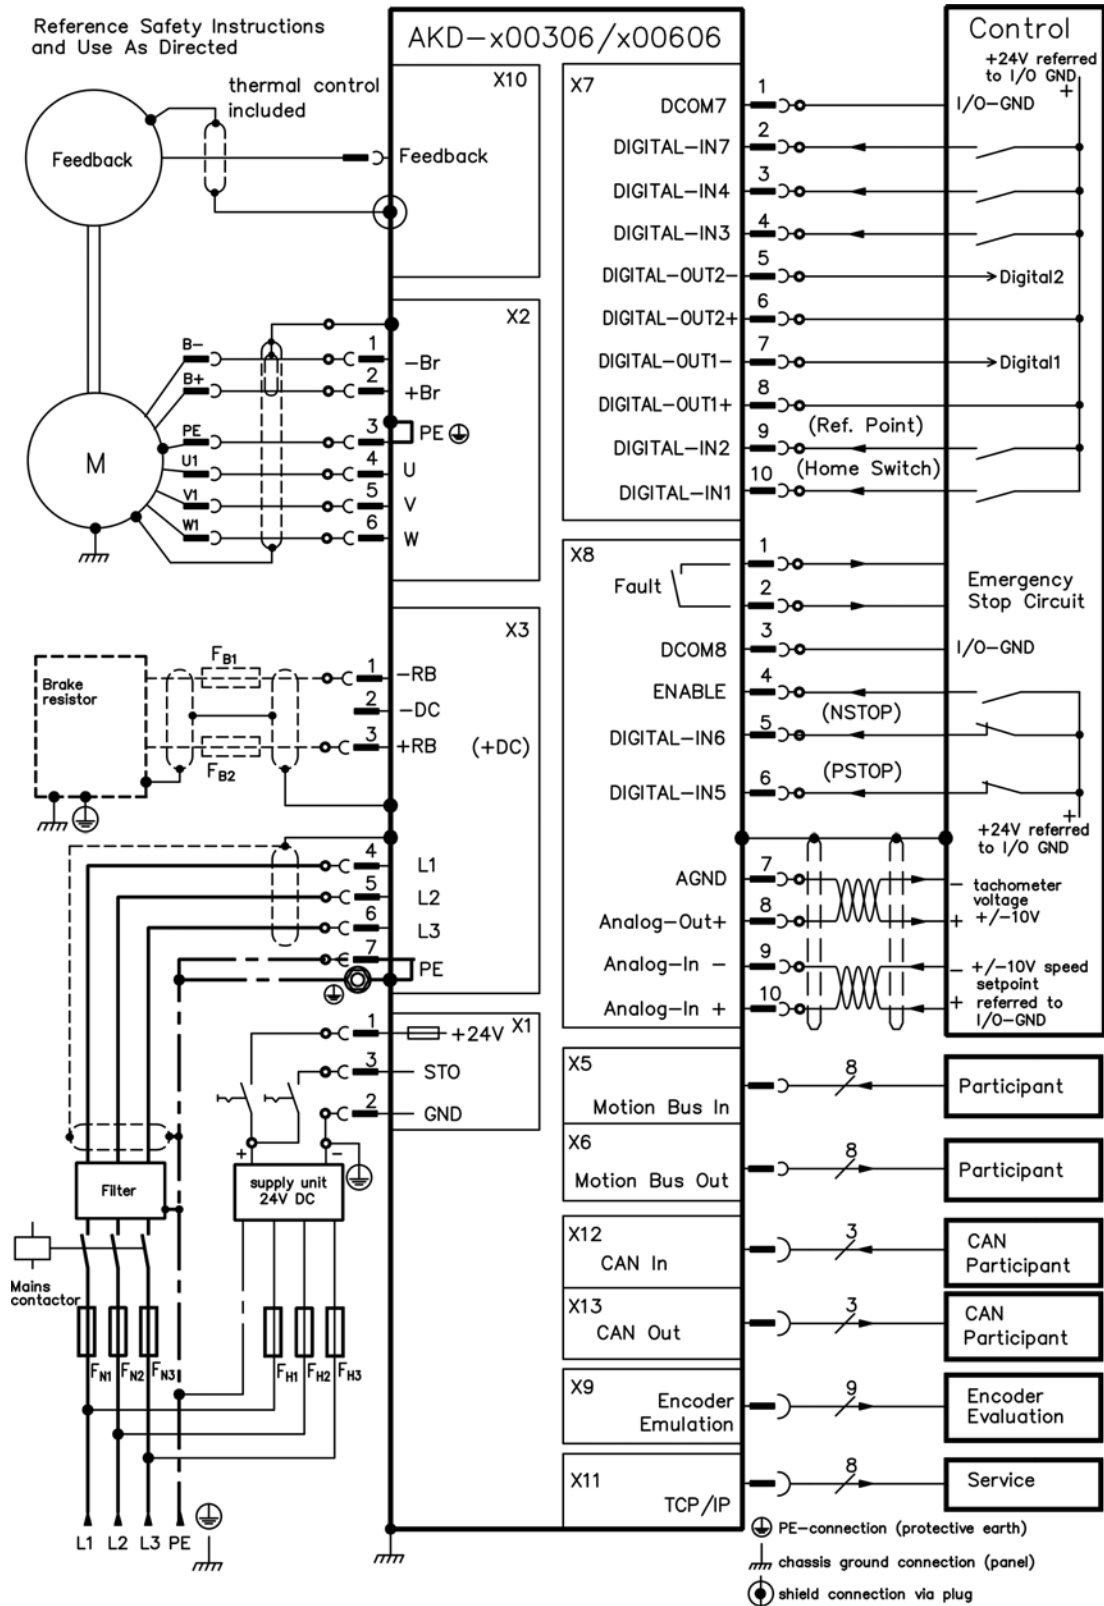 Reference Safety Instructions
and Use As Directed
AKD-x00306/x00606
Control
+24V referred
to I/O GND
+
thermal control
included
X10
Feedback
Feedback
X7
DCOM7
1
I/O-GND
DIGITAL-IN7
2
DIGITAL-IN4
3
DIGITAL-IN3
4
DIGITAL-OUT2-
5
Digital2
DIGITAL-OUT2+
6
DIGITAL-OUT1-
7
Digital1
DIGITAL-OUT1+
8
(Ref. Point)
DIGITAL-IN2
9
(Home Switch)
DIGITAL-IN1
10
X2
B-
1
-Br
B+
2
+Br
PE
3
PE
M
U1
4
U
V1
5
V
W1
6
W
X8
Fault
1
2
Emergency
Stop Circuit
DCOM8
3
I/O-GND
ENABLE
4
(NSTOP)
DIGITAL-IN6
5
(PSTOP)
DIGITAL-IN5
6
+
+24V referred
to I/O GND
AGND
7
- tachometer
voltage
Analog-Out+
8
+ +/-10V
Analog-In -
9
- +/-10V speed
setpoint
Analog-In +
10
+ referred to
I/O-GND
X3
Brake
resistor
FB1
1
-RB
2
-DC
3
+RB
(+DC)
FB2
4
L1
5
L2
6
L3
7
PE
X1
1
+24V
3
STO
2
GND
+
-
Filter
supply unit
24V DC
Mains
contactor
FN1
FN2
FN3
FH1
FH2
FH3
L1 L2 L3 PE
X5
Motion Bus In
8
Participant
X6
Motion Bus Out
8
Participant
X12
CAN In
3
CAN
Participant
X13
CAN Out
3
CAN
Participant
X9
Encoder
Emulation
9
Encoder
Evaluation
X11
TCP/IP
8
Service
PE-connection (protective earth)
chassis ground connection (panel)
shield connection via plug